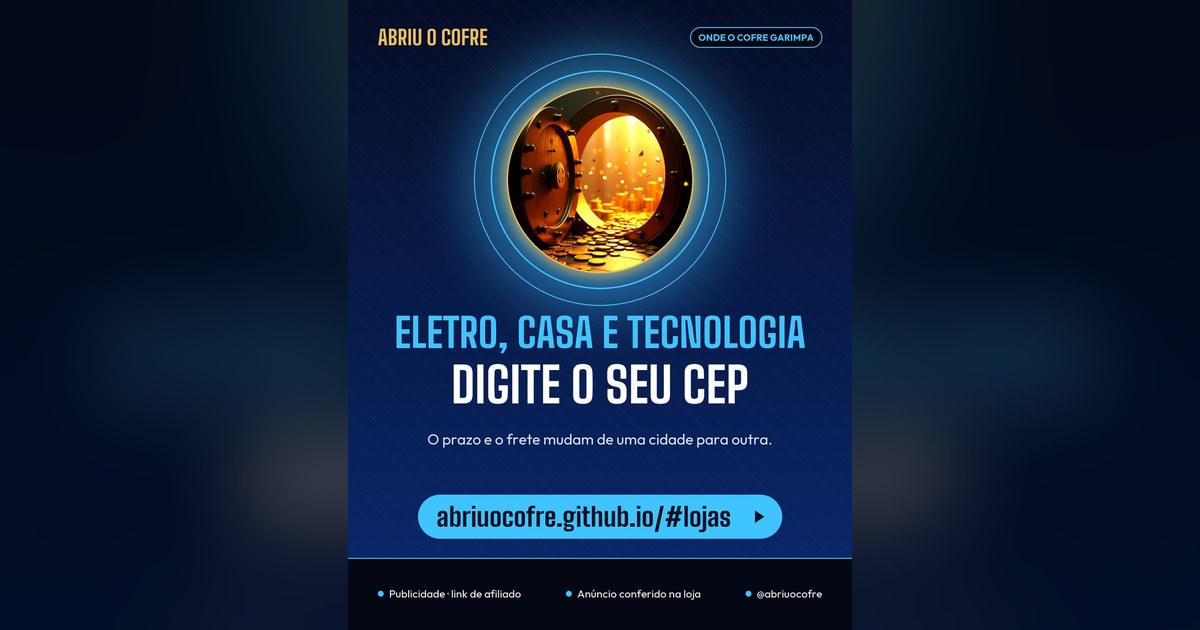 ABRIU O COFRE
ONDE O COFRE GARIMPA
ELETRO, CASA E TECNOLOGIA
DIGITE O SEU CEP
O prazo e o frete mudam de uma cidade para outra.
abriuocofre.github.io/#lojas
Publicidade · link de afiliado
Anúncio conferido na loja
@abriuocofre